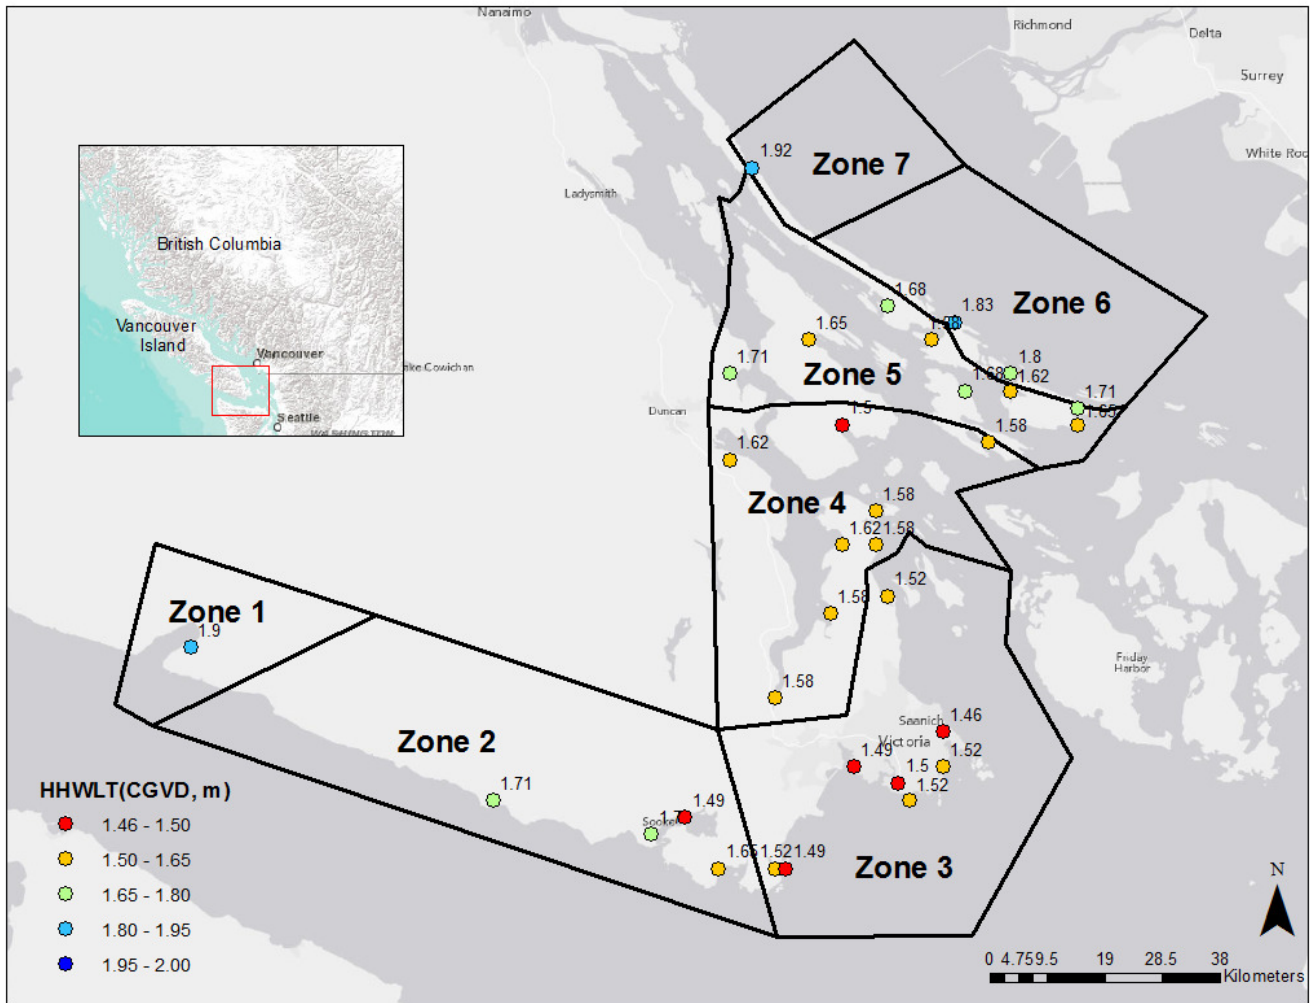 Nanaimo
Richmond
Delta
Surrey
White Roc
1.92
Zone 7
Ladysmith
British Columbia
Vancouver
Island
Vancouver
Seattle
WASHINGTON
ake Cowichan
Duncan
1.68
1.83
Zone 6
1.65
1.71
Zone 5
1.8
1.68
1.62
1.71
1.65
1.5
1.58
1.62
Zone 4
1.58
1.62
1.58
1.52
1.58
Zone 1
1.9
Friday
Harbor
1.58
Zone 2
Saanich
1.46
Victoria
1.49
1.52
1.5
1.52
1.71
1.49
Sooke
1.65
1.52
1.49
Zone 3
HHWLT(CGVD, m)
1.46 - 1.50
1.50 - 1.65
1.65 - 1.80
1.80 - 1.95
1.95 - 2.00
N
0 4.75 9.5 19 28.5 38
Kilometers